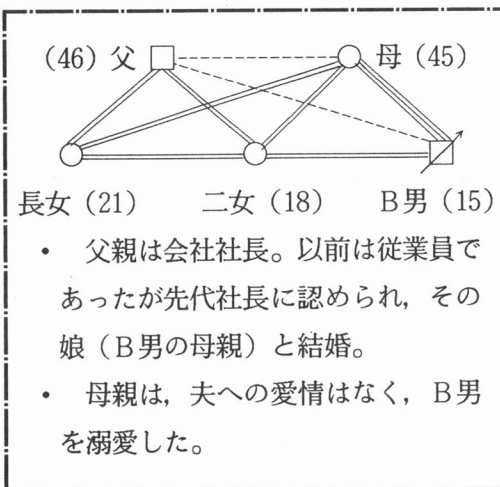 (46) 父 母 (45)
長女 (21) 二女 (18) B男 (15)
・ 父親は会社社長。以前は従業員で
あったが先代社長に認められ，その
娘（B男の母親）と結婚。
・ 母親は，夫への愛情はなく，B男
を溺愛した。